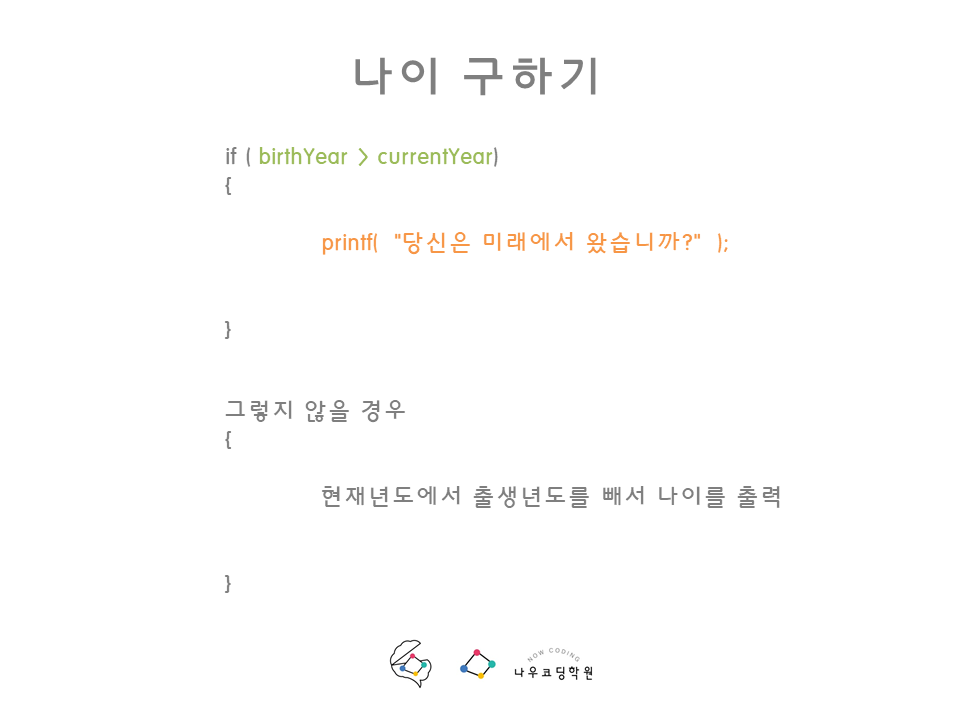 나이 구하기
if ( birthYear > currentYear)
{
printf( "당신은 미래에서 왔습니까?" );
}
그렇지 않을 경우
{
현재년도에서 출생년도를 빼서 나이를 출력
}
NOW CODING
나우코딩학원